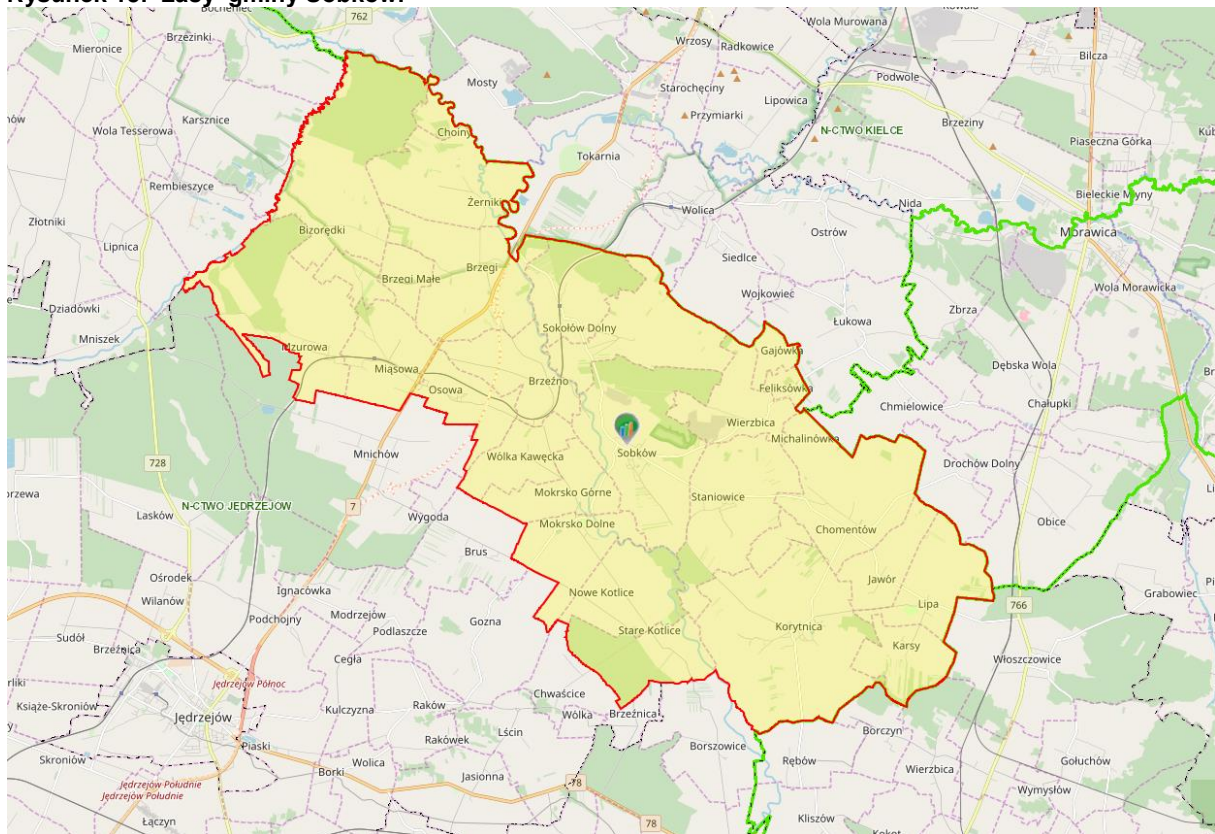 Rysunek
gminy Sobków.
Bocheniec
762
Brzezinki
Mieronice
Mosty
Wrzosy
Radkowice
Wola Murowana
Kowala
Bilcza
Podwole
Starochęciny
Lipowica
Przymiarki
Karsznice
Wola Tesserowa
Choiny
Brzeziny
N-CTWO KIELCE
Piaseczna Górka
Tokarnia
Rembieszyce
Bieleckie Młyny
Żerniki
Wolica
Nida
Złotniki
Bizorędki
Ostrów
Morawica
Lipnica
Siedlce
Brzegi
Brzegi Małe
Wola Morawicka
Wojkowiec
Dziadówki
Zbrza
Łukowa
Sokołów Dolny
Mniszek
Mzurowa
Gajówka
Miąsowa
Dębska Wola
Osowa
Brzeźno
Feliksówka
Chmielowice
Chałupki
Wierzbica
Michalinówka
Mnichów
Sobków
Wólka Kawęcka
728
Drochów Dolny
Mokrsko Górne
Staniowice
7
N-CTWO JĘDRZEJÓW
Lasków
Wygoda
Mokrsko Dolne
Chomentów
Obice
Brus
Ośrodek
Jawór
Ignacówka
Nowe Kotlice
Grabowiec
Wilanów
Lipa
766
Podchojny
Modrzejów
Gozna
Podlaszcze
Stare Kotlice
Korytnica
Sudół
Karsy
Brzeźnica
Cegła
Włoszczowice
Jędrzejów Północ
Książe-Skroniów
Chwaścice
Raków
Kulczyzna
Wólka
Brzeźnica
Jędrzejów
Lścin
Borczyn
Rakówek
Piaski
Borszowice
Skroniów
Wolica
Rębów
Gołuchów
Borki
Jasionna
Wierzbica
Jędrzejów Południe
78
Wymysłów
Jędrzejów Południe
Łączyn
78
Kliszów